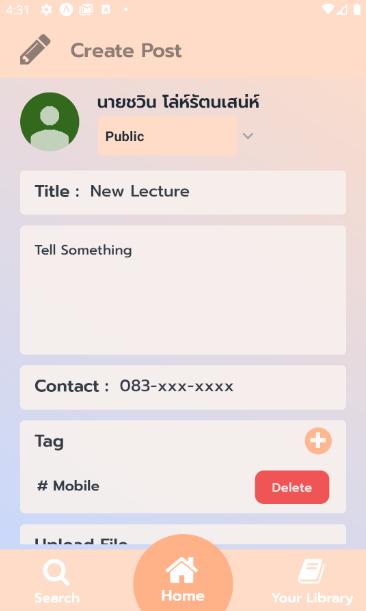 4:31
Create Post
นายชวิน โล่ห์รัตนเสน่ห์
Public
Title : New Lecture
Tell Something
Contact : 083-xxx-xxxx
Tag
# Mobile
Delete
Upload File
Search
Home
Your Library